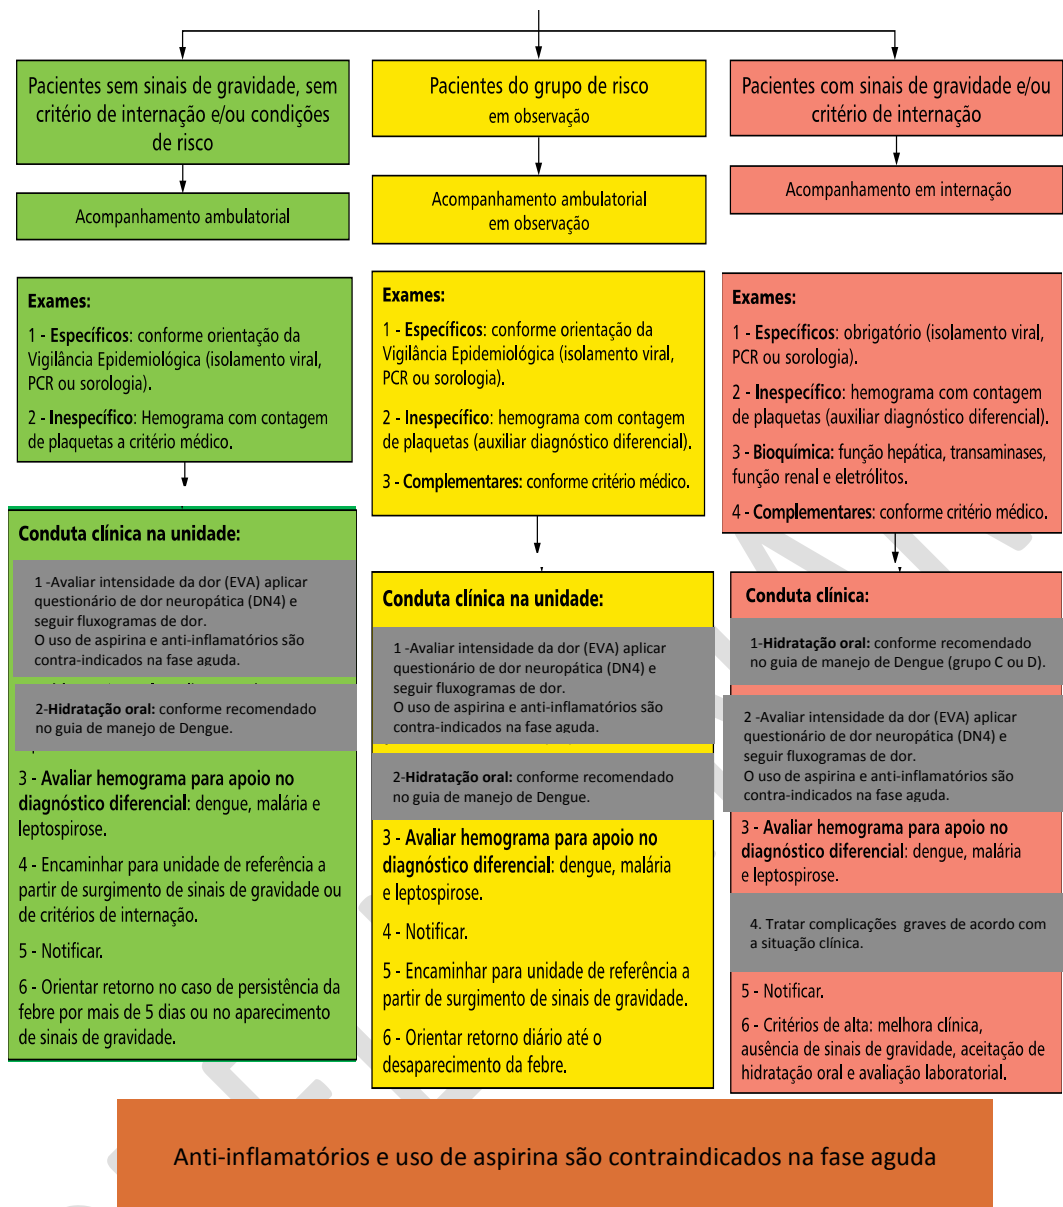 Pacientes sem sinais de gravidade, sem
critério de internação e/ou condições
de risco
Acompanhamento ambulatorial
Exames:
1 - Específicos: conforme orientação da
Vigilância Epidemiológica (isolamento viral,
PCR ou sorologia).
2 - Inespecífico: Hemograma com contagem
de plaquetas a critério médico.
Conduta clínica na unidade:
1 -Avaliar intensidade da dor (EVA) aplicar
questionário de dor neuropática (DN4) e
seguir fluxogramas de dor.
O uso de aspirina e anti-inflamatórios são
contra-indicados na fase aguda.
2-Hidratação oral: conforme recomendado
no guia de manejo de Dengue.
3 - Avaliar hemograma para apoio no
diagnóstico diferencial: dengue, malária e
leptospirose.
4 - Encaminhar para unidade de referência a
partir de surgimento de sinais de gravidade ou
de critérios de internação.
5 - Notificar.
6 - Orientar retorno no caso de persistência da
febre por mais de 5 dias ou no aparecimento
de sinais de gravidade.
Pacientes do grupo de risco
em observação
Acompanhamento ambulatorial
em observação
Exames:
1 - Específicos: conforme orientação da
Vigilância Epidemiológica (isolamento viral,
PCR ou sorologia).
2 - Inespecífico: hemograma com contagem
de plaquetas (auxiliar diagnóstico diferencial).
3 - Complementares: conforme critério médico.
Conduta clínica na unidade:
1 -Avaliar intensidade da dor (EVA) aplicar
questionário de dor neuropática (DN4) e
seguir fluxogramas de dor.
O uso de aspirina e anti-inflamatórios são
contra-indicados na fase aguda.
2-Hidratação oral: conforme recomendado
no guia de manejo de Dengue.
3 - Avaliar hemograma para apoio no
diagnóstico diferencial: dengue, malária
e leptospirose.
4 - Notificar.
5 - Encaminhar para unidade de referência a
partir de surgimento de sinais de gravidade.
6 - Orientar retorno diário até o
desaparecimento da febre.
Pacientes com sinais de gravidade e/ou
critério de internação
Acompanhamento em internação
Exames:
1 - Específicos: obrigatório (isolamento viral,
PCR ou sorologia).
2 - Inespecífico: hemograma com contagem
de plaquetas (auxiliar diagnóstico diferencial).
3 - Bioquímica: função hepática, transaminases,
função renal e eletrólitos.
4 - Complementares: conforme critério médico.
Conduta clínica:
1-Hidratação oral: conforme recomendado
no guia de manejo de Dengue (grupo C ou D).
2 -Avaliar intensidade da dor (EVA) aplicar
questionário de dor neuropática (DN4) e
seguir fluxogramas de dor.
O uso de aspirina e anti-inflamatórios são
contra-indicados na fase aguda.
3 - Avaliar hemograma para apoio no
diagnóstico diferencial: dengue, malária
e leptospirose.
4. Tratar complicações graves de acordo com
a situação clínica.
5 - Notificar.
6 - Critérios de alta: melhora clínica,
ausência de sinais de gravidade, aceitação de
hidratação oral e avaliação laboratorial.
Anti-inflamatórios e uso de aspirina são contraindicados na fase aguda